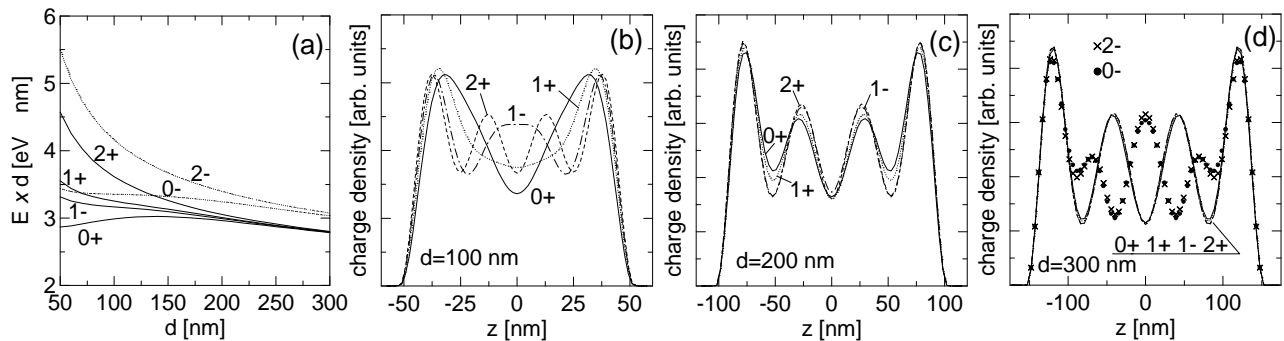 (a)
E x d [eV nm]
6
5
4
3
2
2-
2+
1+
0-
1-
0+
50 100 150 200 250 300
d [nm]
(b)
charge density [arb. units]
2+
1-
1+
0+
d=100 nm
-50 -25 0 25 50
z [nm]
(c)
charge density [arb. units]
2+
1-
0+
1+
d=200 nm
-100 -50 0 50 100
z [nm]
(d)
charge density [arb. units]
2-
0-
0+ 1+ 1- 2+
d=300 nm
-100 0 100
z [nm]